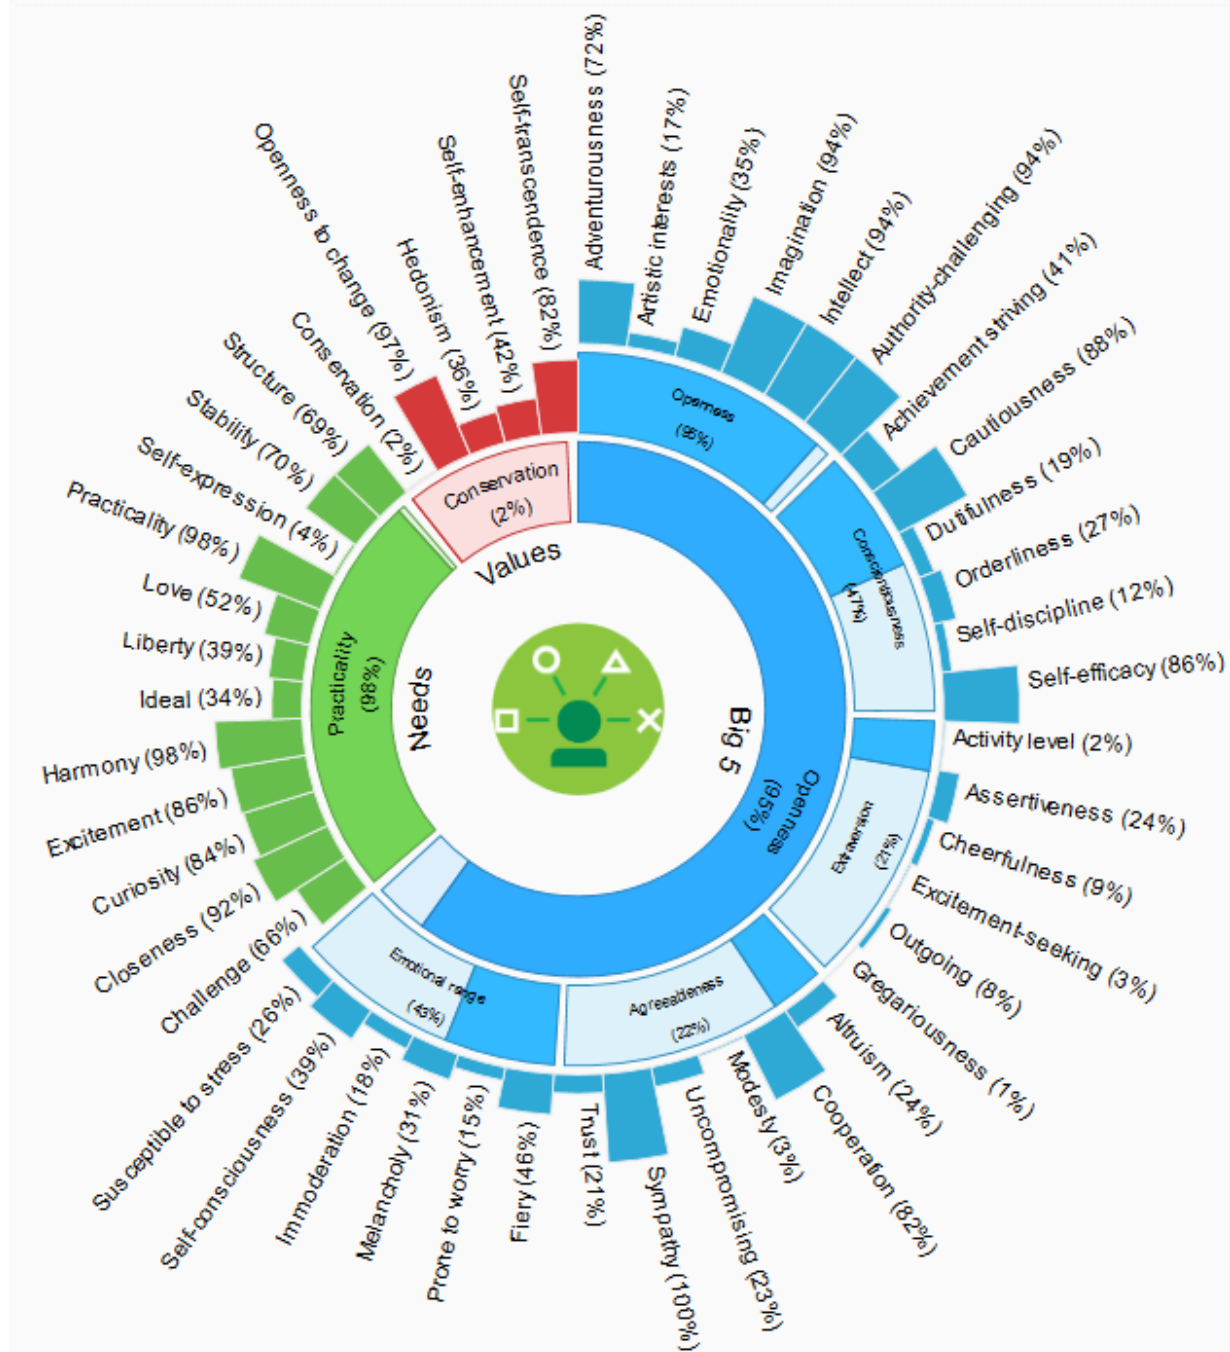 Adventurousness (72%)
Artistic interests (17%)
Emotionality (35%)
Imagination (94%)
Intellect (94%)
Authority-challenging (94%)
Achievement striving (41%)
Cautiousness (88%)
Dutifulness (19%)
Orderliness (27%)
Self-discipline (12%)
Self-efficacy (86%)
Activity level (2%)
Assertiveness (24%)
Cheerfulness (9%)
Excitement-seeking (3%)
Outgoing (8%)
Gregariousness (1%)
Altruism (24%)
Cooperation (82%)
Modesty (3%)
Uncompromising (23%)
Sympathy (100%)
Trust (21%)
Fiery (46%)
Prone to worry (15%)
Melancholy (31%)
Immoderation (18%)
Self-consciousness (39%)
Susceptible to stress (26%)
Challenge (66%)
Closeness (92%)
Curiosity (84%)
Excitement (86%)
Harmony (98%)
Ideal (34%)
Liberty (39%)
Love (52%)
Practicality (98%)
Self-expression (4%)
Stability (70%)
Structure (69%)
Conservation (2%)
Openness to change (97%)
Hedonism (36%)
Self-enhancement (42%)
Self-transcendence (82%)
Openness
(95%)
Conscientiousness
(47%)
Extraversion
(21%)
Agreeableness
(22%)
Emotional range
(43%)
Practicality
(98%)
Conservation
(2%)
Openness
(95%)
Big 5
Needs
Values